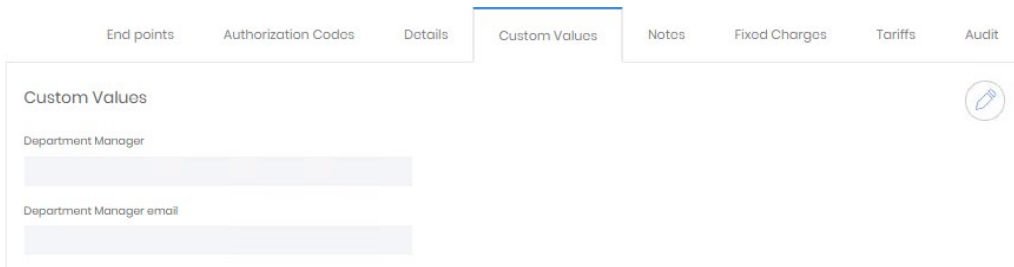 End points Authorization Codes Details Custom Values Notes Fixed Charges Tariffs Audit
Custom Values
Department Manager
Department Manager email